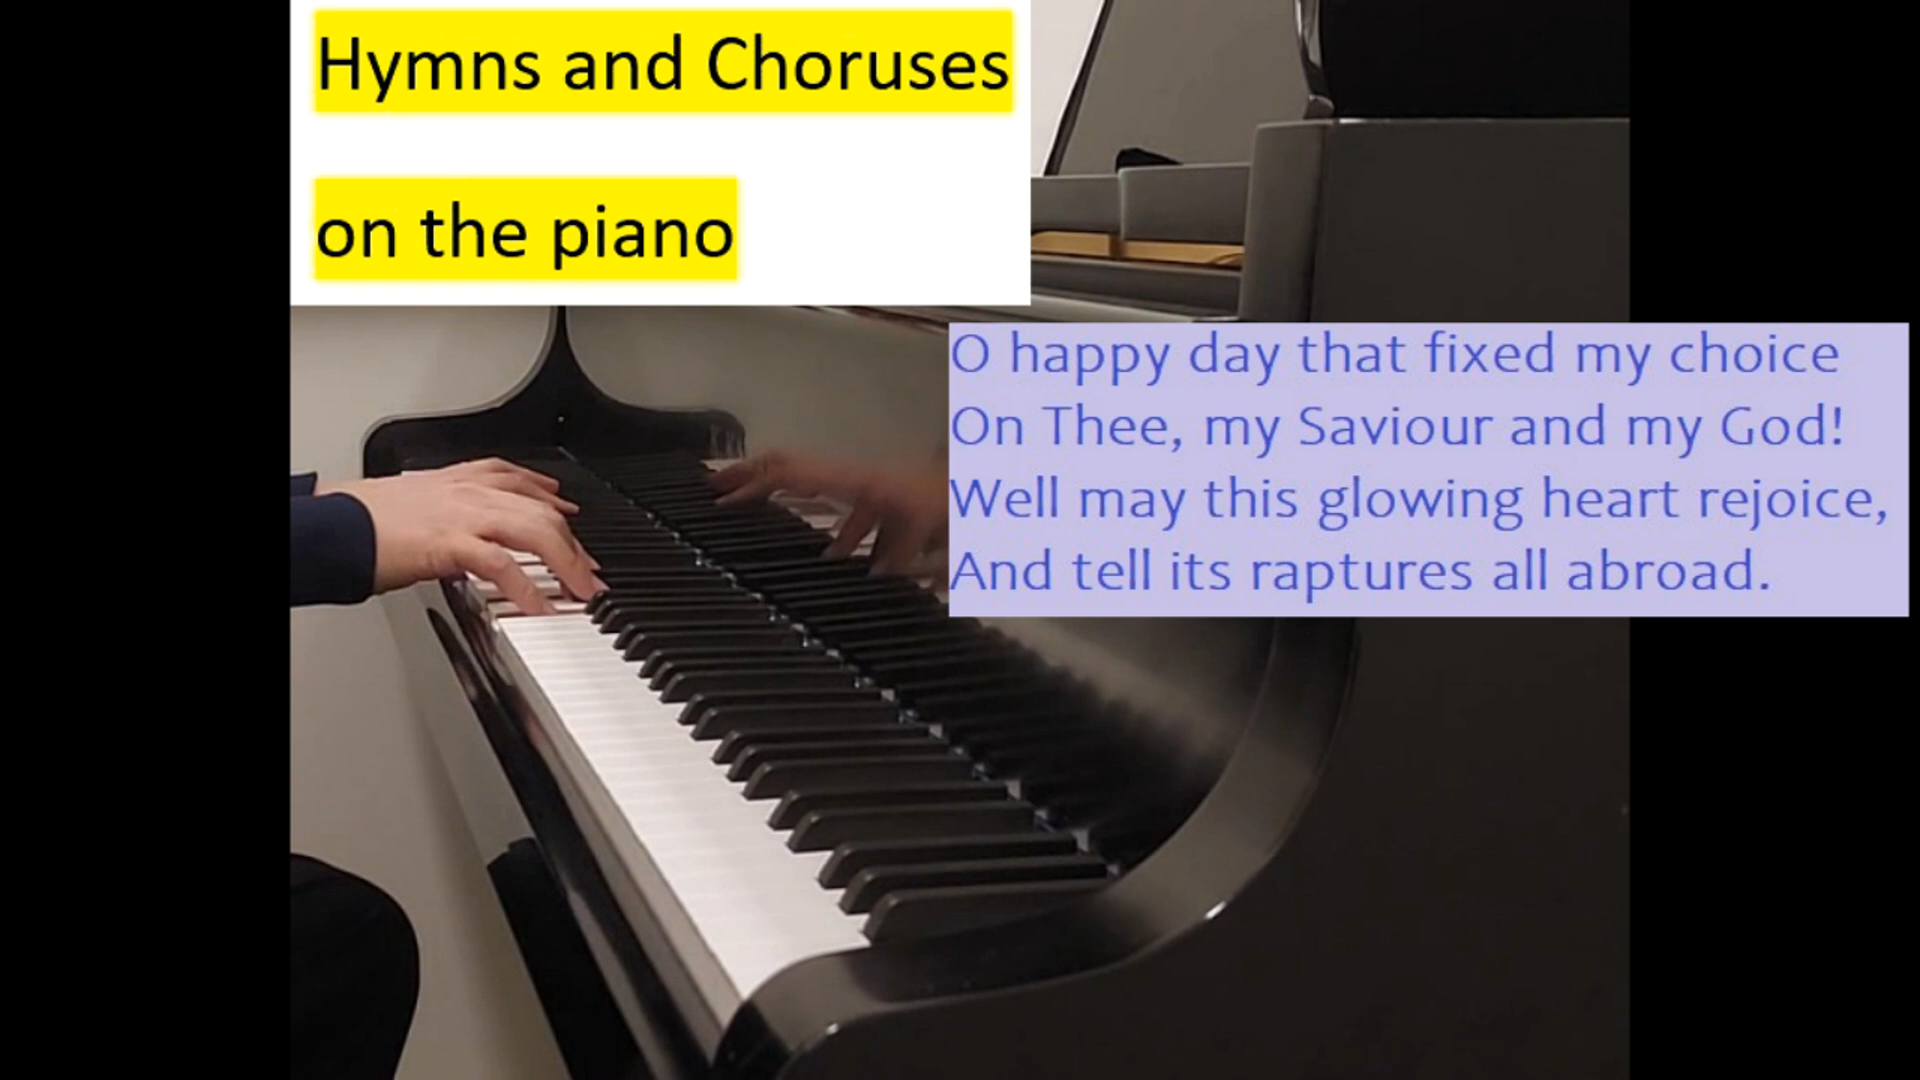 Hymns and Choruses
on the piano
O happy day that fixed my choice
On Thee, my Saviour and my God!
Well may this glowing heart rejoice,
And tell its raptures all abroad.